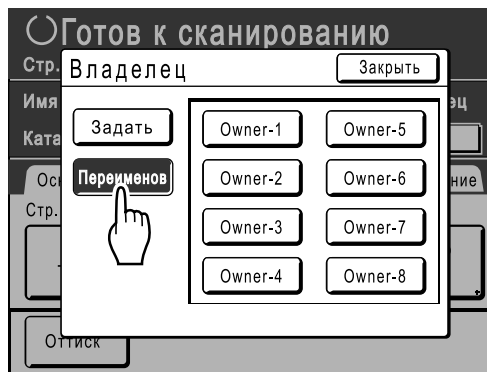 Готов к сканированию
Стр.
Владелец
Закрыть
Имя
ец
Ката
Задать
Owner-1
Owner-5
Переименов
Owner-2
Owner-6
Ос
ние
Стр.
Owner-3
Owner-7
Owner-4
Owner-8
Оттиск